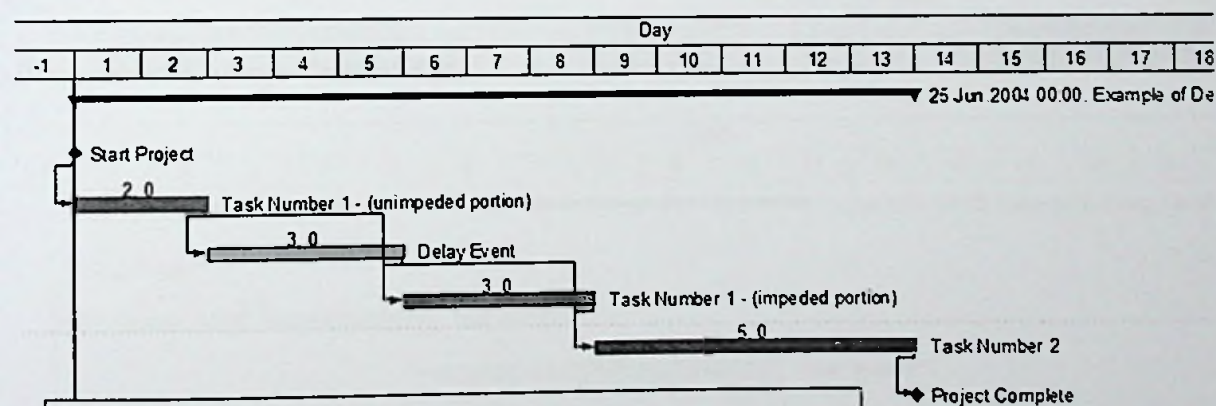 Day
-1 1 2 3 4 5 6 7 8 9 10 11 12 13 14 15 16 17 18
25 Jun 2004 00.00. Example of De
Start Project
2.0
Task Number 1 - (unimpeded portion)
3.0
Delay Event
3.0
Task Number 1 - (impeded portion)
5.0
Task Number 2
Project Complete